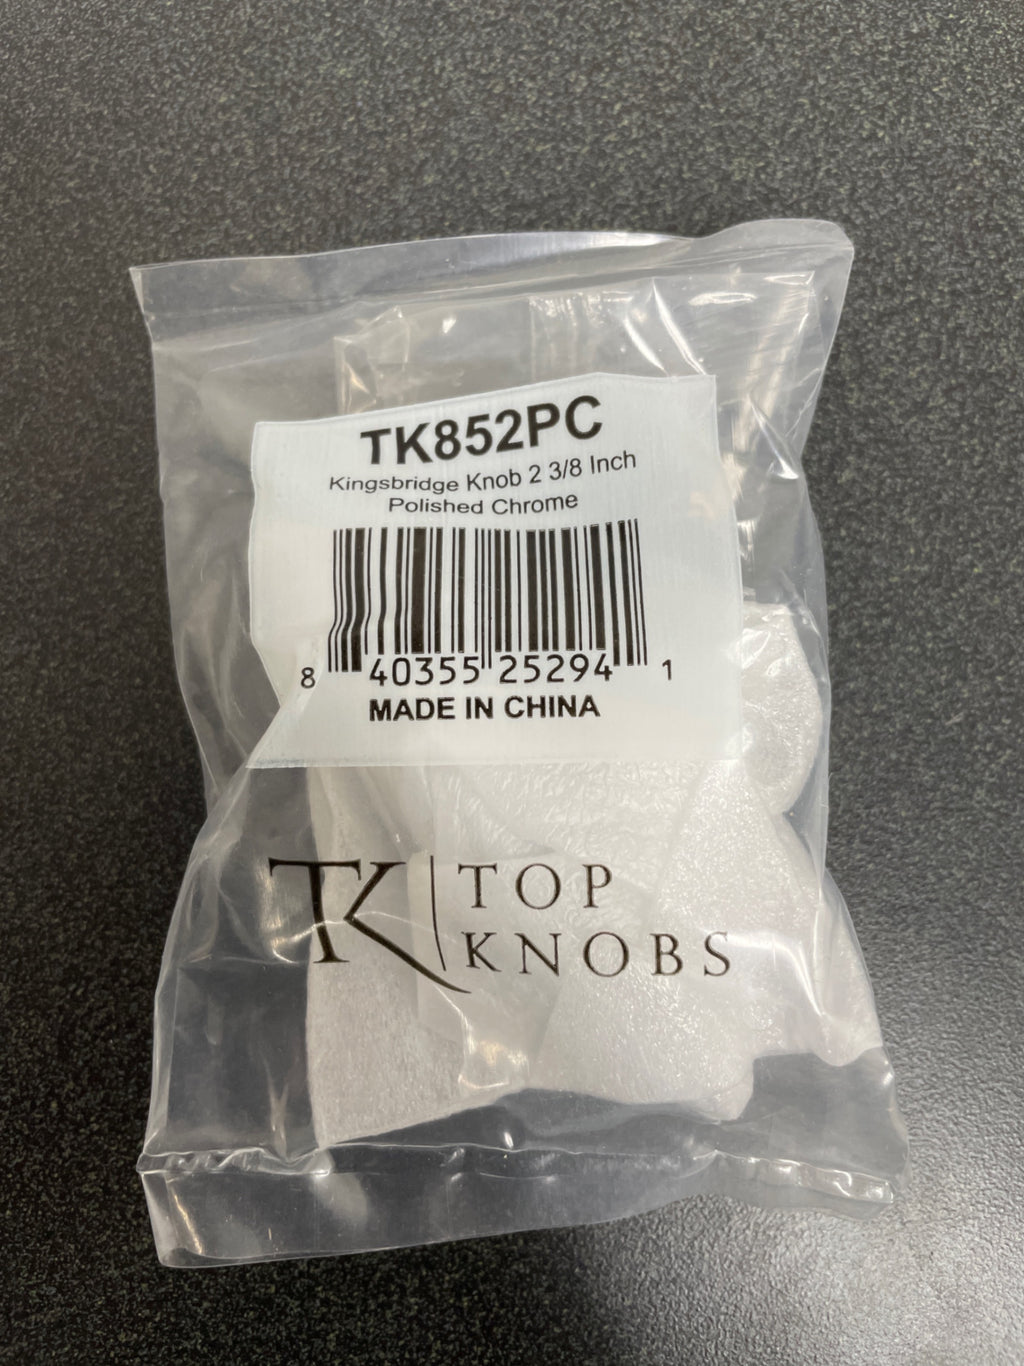 TK852PC
Kingsbridge Knob 2 3/8 Inch
Polished Chrome
8 40355 25294 1
MADE IN CHINA
TK TOP
KNOBS